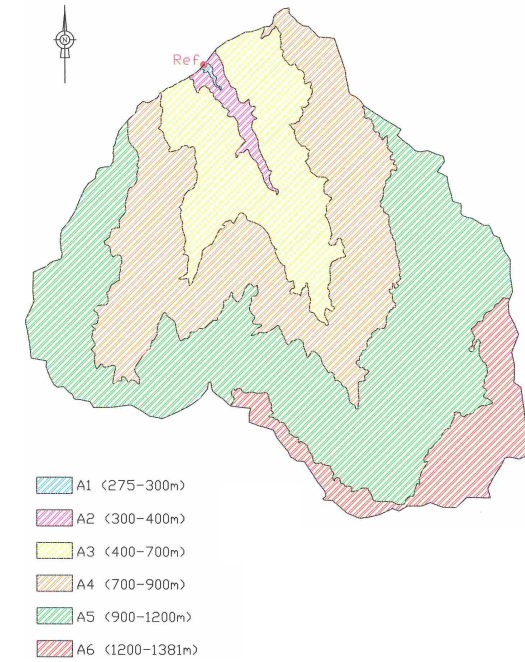 N
Ref
A1 (275-300m)
A2 (300-400m)
A3 (400-700m)
A4 (700-900m)
A5 (900-1200m)
A6 (1200-1381m)